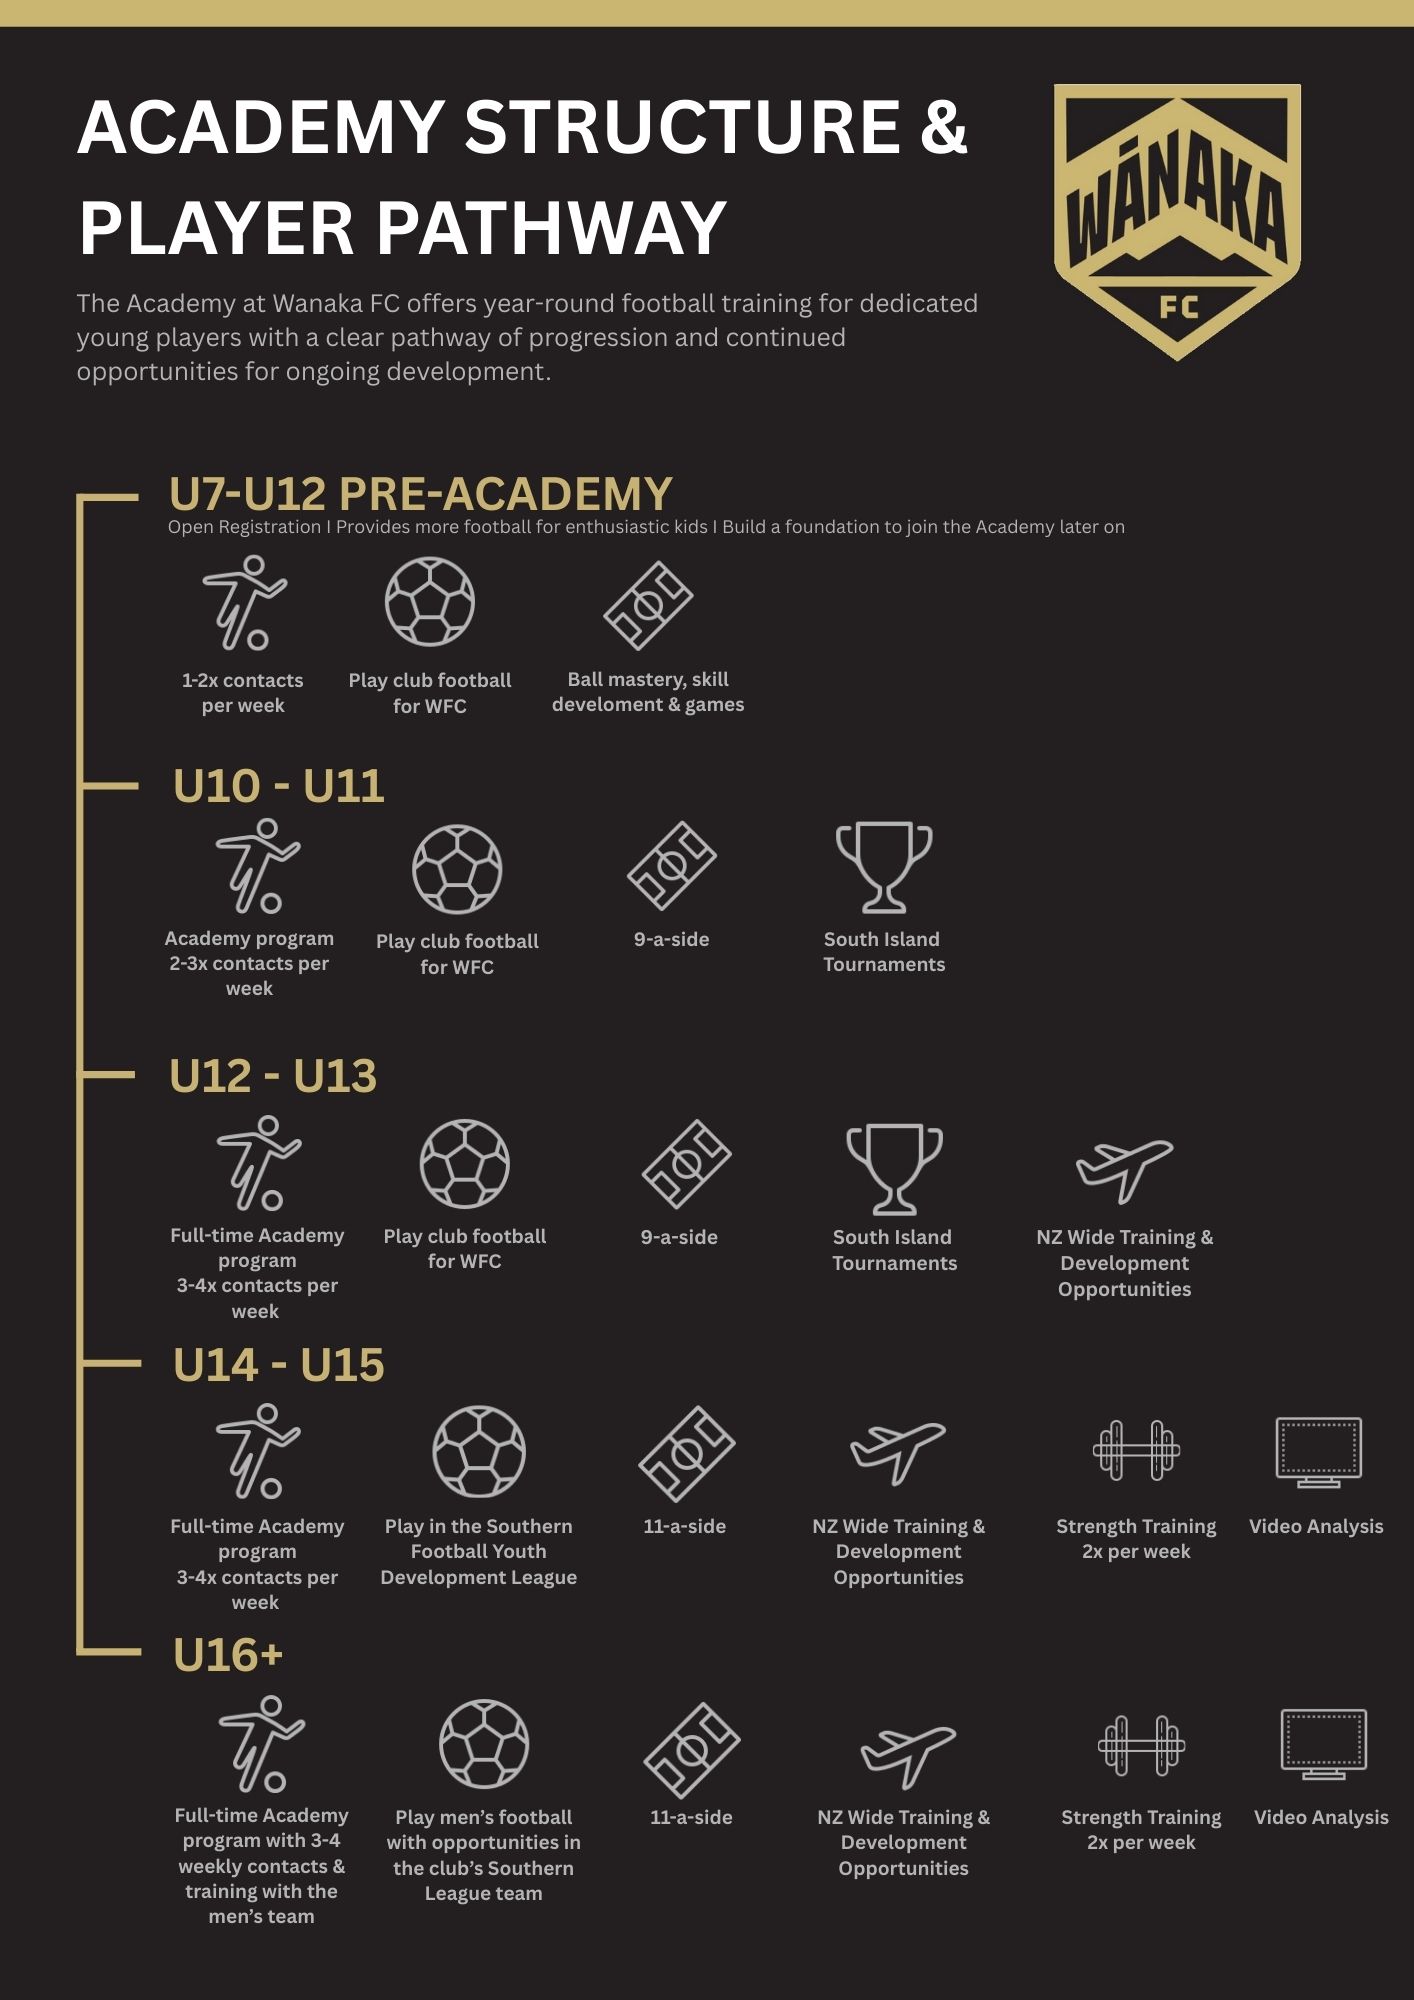 ACADEMY STRUCTURE &
PLAYER PATHWAY
WĀNAKA
FC
The Academy at Wanaka FC offers year-round football training for dedicated
young players with a clear pathway of progression and continued
opportunities for ongoing development.
U7-U12 PRE-ACADEMY
Open Registration I Provides more football for enthusiastic kids I Build a foundation to join the Academy later on
1-2x contacts
per week
Play club football
for WFC
Ball mastery, skill
develoment & games
U10 - U11
Academy program
2-3x contacts per
week
Play club football
for WFC
9-a-side
South Island
Tournaments
U12 - U13
Full-time Academy
program
3-4x contacts per
week
Play club football
for WFC
9-a-side
South Island
Tournaments
NZ Wide Training &
Development
Opportunities
U14 - U15
Full-time Academy
program
3-4x contacts per
week
Play in the Southern
Football Youth
Development League
11-a-side
NZ Wide Training &
Development
Opportunities
Strength Training
2x per week
Video Analysis
U16+
Full-time Academy
program with 3-4
weekly contacts &
training with the
men's team
Play men's football
with opportunities in
the club's Southern
League team
11-a-side
NZ Wide Training &
Development
Opportunities
Strength Training
2x per week
Video Analysis